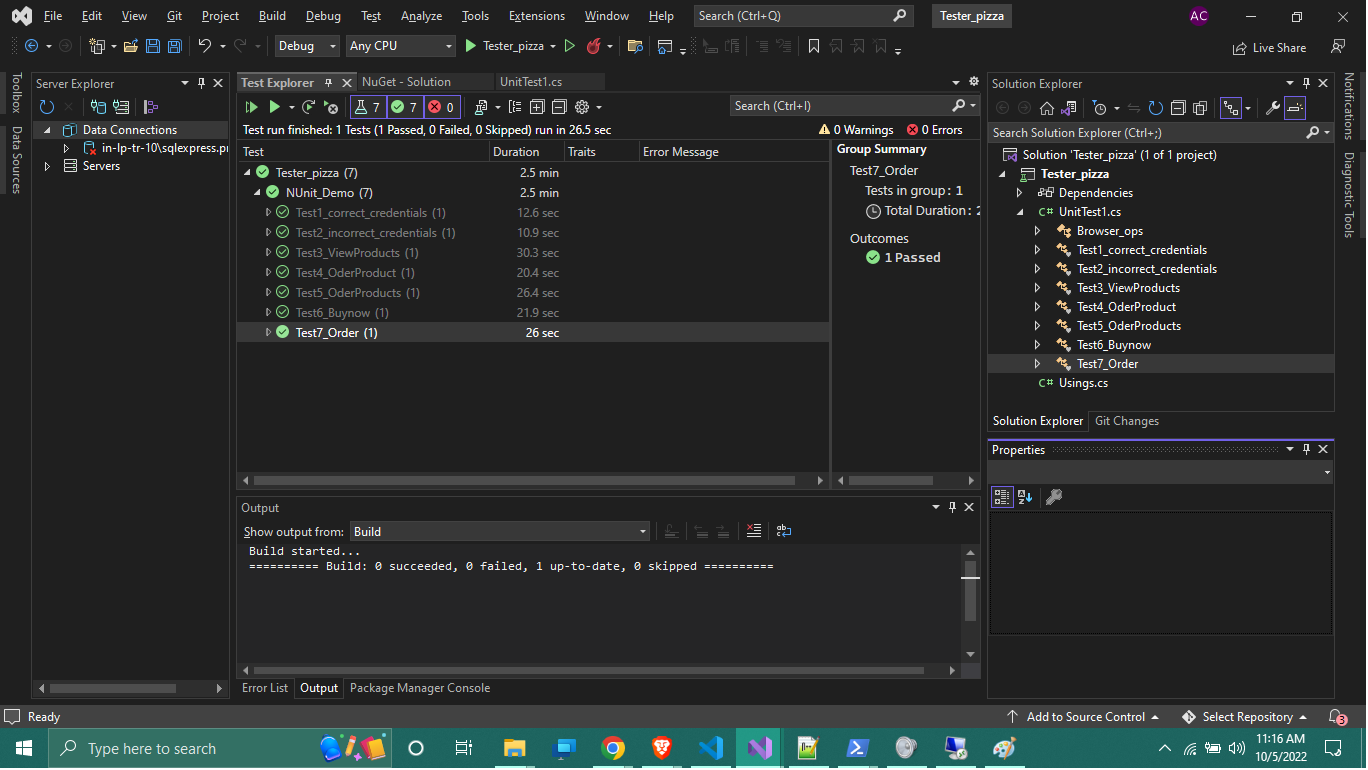 File Edit View Git Project Build Debug Test Analyze Tools Extensions Window Help Search (Ctrl+Q) Tester_pizza AC
Debug Any CPU Tester_pizza Live Share
Toolbox
Data Sources
Server Explorer
Data Connections
in-lp-tr-10\sqlexpress.pr
Servers
Test Explorer NuGet - Solution UnitTest1.cs
7 7 0 Search (Ctrl+I)
Test run finished: 1 Tests (1 Passed, 0 Failed, 0 Skipped) run in 26.5 sec 0 Warnings 0 Errors
Test Duration Traits Error Message
Tester_pizza (7) 2.5 min
NUnit_Demo (7) 2.5 min
Test1_correct_credentials (1) 12.6 sec
Test2_incorrect_credentials (1) 10.9 sec
Test3_ViewProducts (1) 30.3 sec
Test4_OderProduct (1) 20.4 sec
Test5_OderProducts (1) 26.4 sec
Test6_Buynow (1) 21.9 sec
Test7_Order (1) 26 sec
Group Summary
Test7_Order
Tests in group: 1
Total Duration: 2
Outcomes
1 Passed
Output
Show output from: Build
Build started...
========== Build: 0 succeeded, 0 failed, 1 up-to-date, 0 skipped ==========
Error List Output Package Manager Console
Solution Explorer
Search Solution Explorer (Ctrl+;)
Solution 'Tester_pizza' (1 of 1 project)
Tester_pizza
Dependencies
C# UnitTest1.cs
Browser_ops
Test1_correct_credentials
Test2_incorrect_credentials
Test3_ViewProducts
Test4_OderProduct
Test5_OderProducts
Test6_Buynow
Test7_Order
C# Usings.cs
Solution Explorer Git Changes
Properties
Notifications
Diagnostic Tools
Ready Add to Source Control Select Repository 3
Type here to search
11:16 AM
10/5/2022